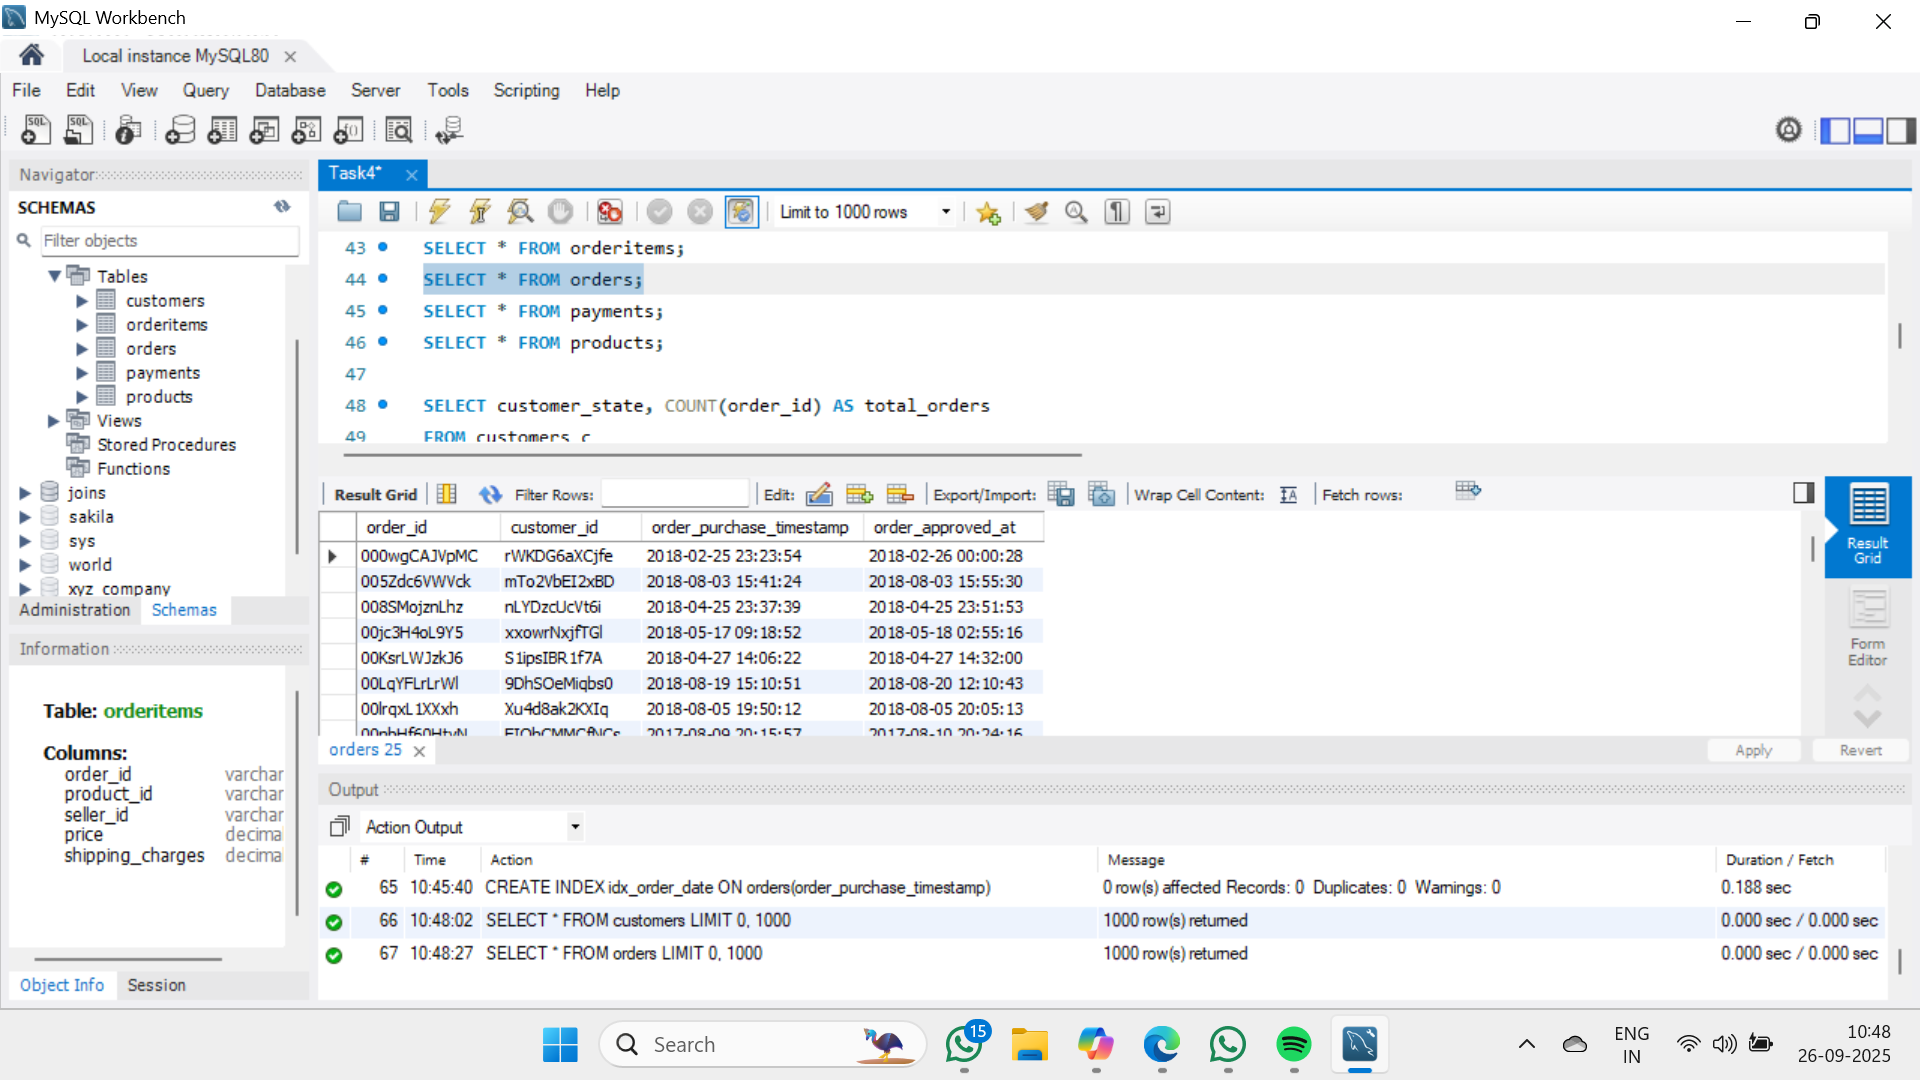 MySQL Workbench
Local instance MySQL80
File Edit View Query Database Server Tools Scripting Help
Navigator
SCHEMAS
Filter objects
Tables
customers
orderitems
orders
payments
products
Views
Stored Procedures
Functions
joins
sakila
sys
world
xyz_company
Administration Schemas
Information
Table: orderitems
Columns:
order_id varchar
product_id varchar
seller_id varchar
price decima
shipping_charges decima
Object Info Session
Task4*
Limit to 1000 rows
43 SELECT * FROM orderitems;
44 SELECT * FROM orders;
45 SELECT * FROM payments;
46 SELECT * FROM products;
47
48 SELECT customer_state, COUNT(order_id) AS total_orders
49 FROM customers c
Result Grid Filter Rows: Edit: Export/Import: Wrap Cell Content: Fetch rows:
order_id customer_id order_purchase_timestamp order_approved_at
000wgCAJVpMC rWKDG6aXCjfe 2018-02-25 23:23:54 2018-02-26 00:00:28
005Zdc6VWVck mTo2VbEI2xBD 2018-08-03 15:41:24 2018-08-03 15:55:30
008SMojznLhz nLYDzcUcVt6i 2018-04-25 23:37:39 2018-04-25 23:51:53
00jc3H4oL9Y5 xxowrNxjfTGl 2018-05-17 09:18:52 2018-05-18 02:55:16
00KsrLWJzkJ6 S1ipsIBR1f7A 2018-04-27 14:06:22 2018-04-27 14:32:00
00LqYFLrLrWl 9DhSOeMiqbs0 2018-08-19 15:10:51 2018-08-20 12:10:43
00lrqxL1XXxh Xu4d8ak2KXIq 2018-08-05 19:50:12 2018-08-05 20:05:13
2017-08-09 20:15:57 2017-08-10 20:24:16
Result
Grid
Form
Editor
orders 25
Apply Revert
Output
Action Output
# Time Action Message Duration / Fetch
65 10:45:40 CREATE INDEX idx_order_date ON orders(order_purchase_timestamp) 0 row(s) affected Records: 0 Duplicates: 0 Warnings: 0 0.188 sec
66 10:48:02 SELECT * FROM customers LIMIT 0, 1000 1000 row(s) returned 0.000 sec / 0.000 sec
67 10:48:27 SELECT * FROM orders LIMIT 0, 1000 1000 row(s) returned 0.000 sec / 0.000 sec
Search
15
ENG
IN
10:48
26-09-2025